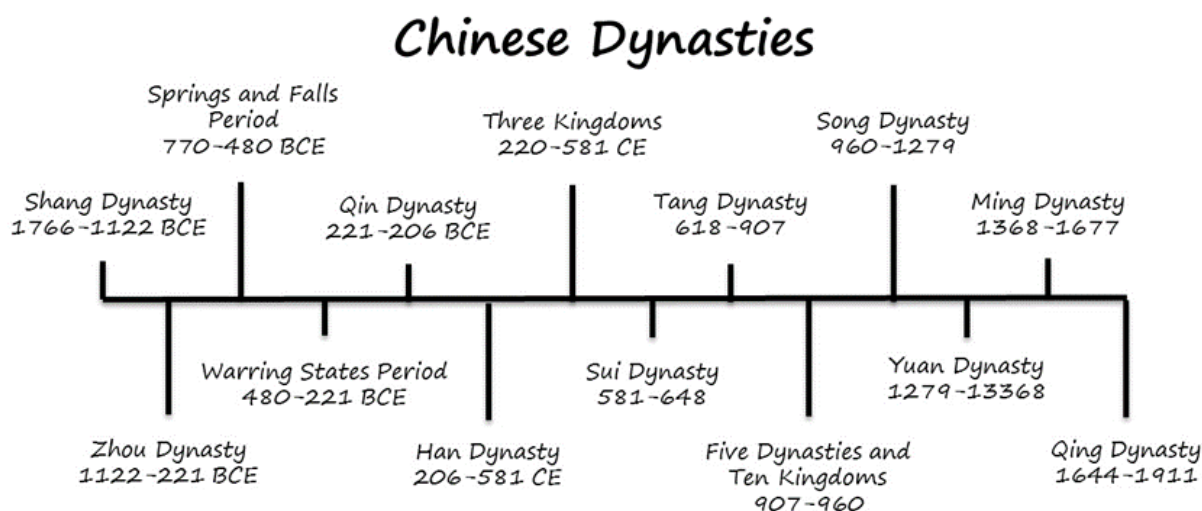 Chinese Dynasties
Shang Dynasty
1766-1122 BCE
Zhou Dynasty
1122-221 BCE
Springs and Falls
Period
770-480 BCE
Warring States Period
480-221 BCE
Qin Dynasty
221-206 BCE
Han Dynasty
206-581 CE
Three Kingdoms
220-581 CE
Sui Dynasty
581-648
Tang Dynasty
618-907
Five Dynasties and
Ten Kingdoms
907-960
Song Dynasty
960-1279
Yuan Dynasty
1279-13368
Ming Dynasty
1368-1677
Qing Dynasty
1644-1911